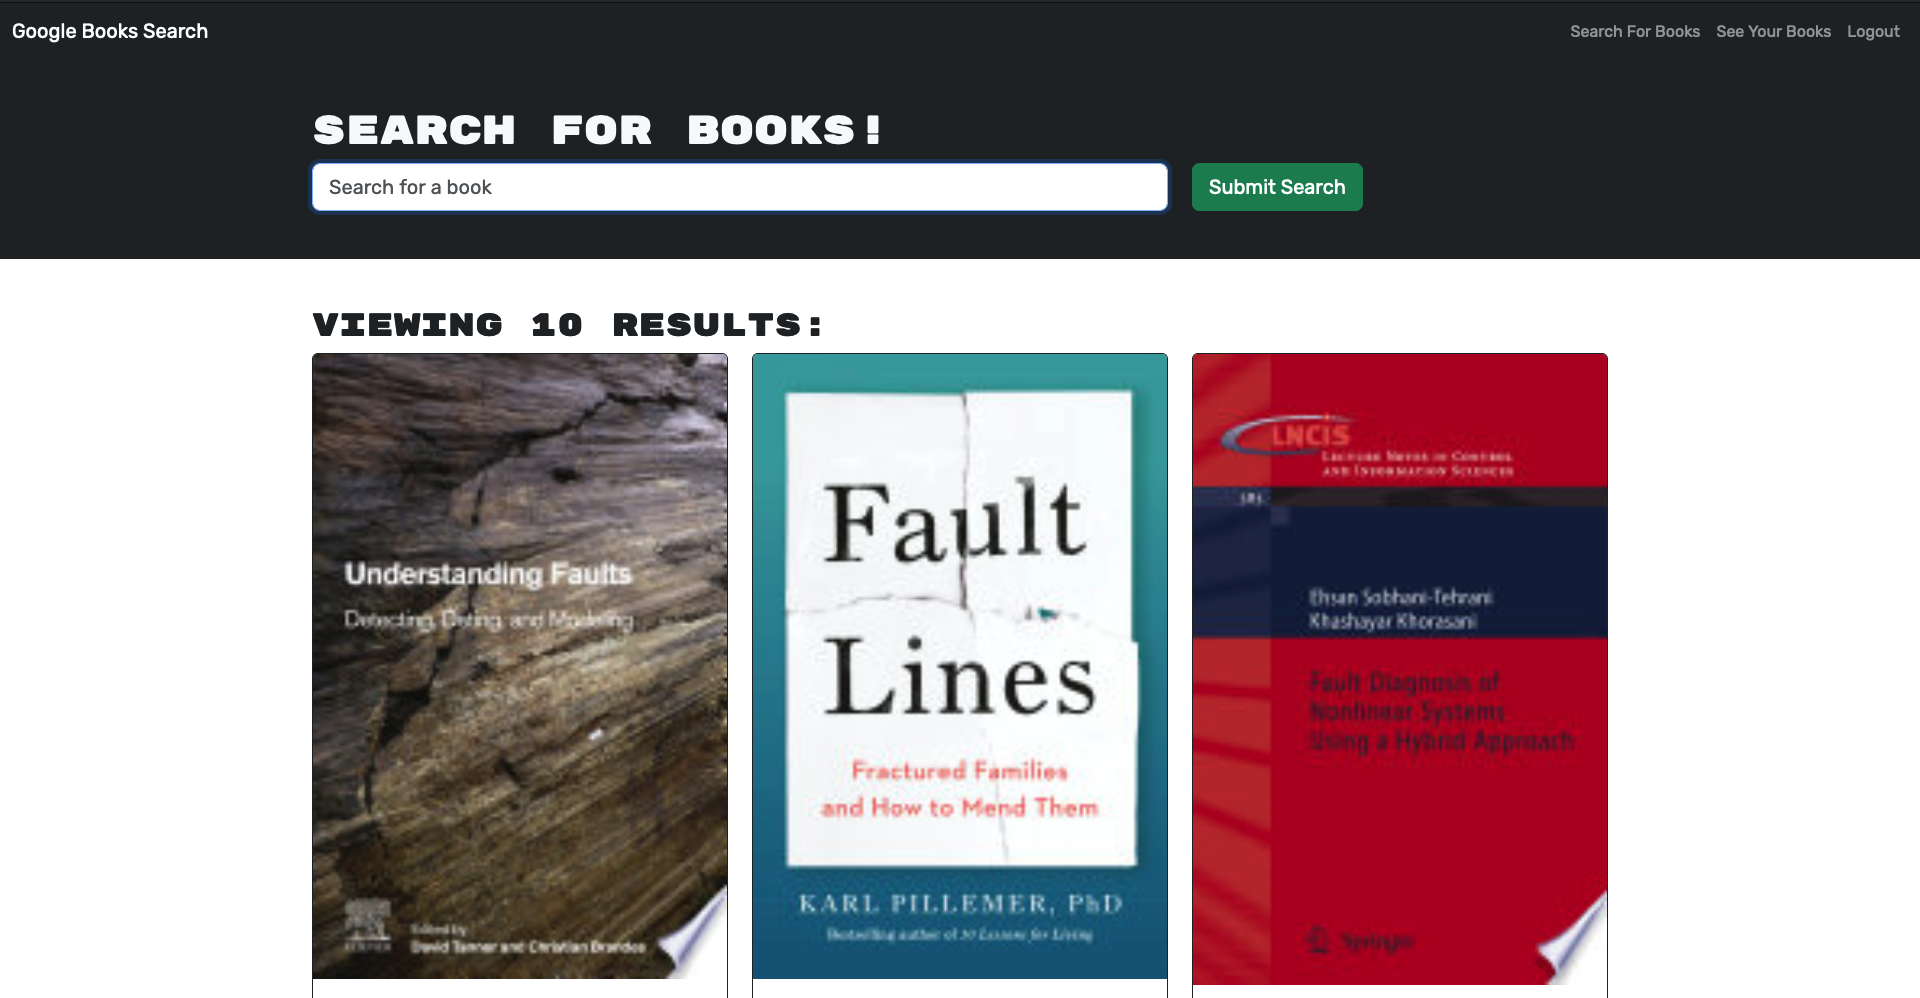 Google Books Search
Search For Books
See Your Books
Logout
SEARCH FOR BOOKS!
Search for a book
Submit Search
VIEWING 10 RESULTS:
Understanding Faults
Detecting, Dating, and Modeling
ELSEVIER
Edited by
David Tanner and Christian Brandes
Fault
Lines
Fractured Families
and How to Mend Them
KARL PILLEMER, PhD
Bestselling author of 30 Lessons for Living
LNCIS
LECTURE NOTES IN CONTROL
AND INFORMATION SCIENCES
383
Ehsan Sobhani-Tehrani
Khashayar Khorasani
Fault Diagnosis of
Nonlinear Systems
Using a Hybrid Approach
Springer